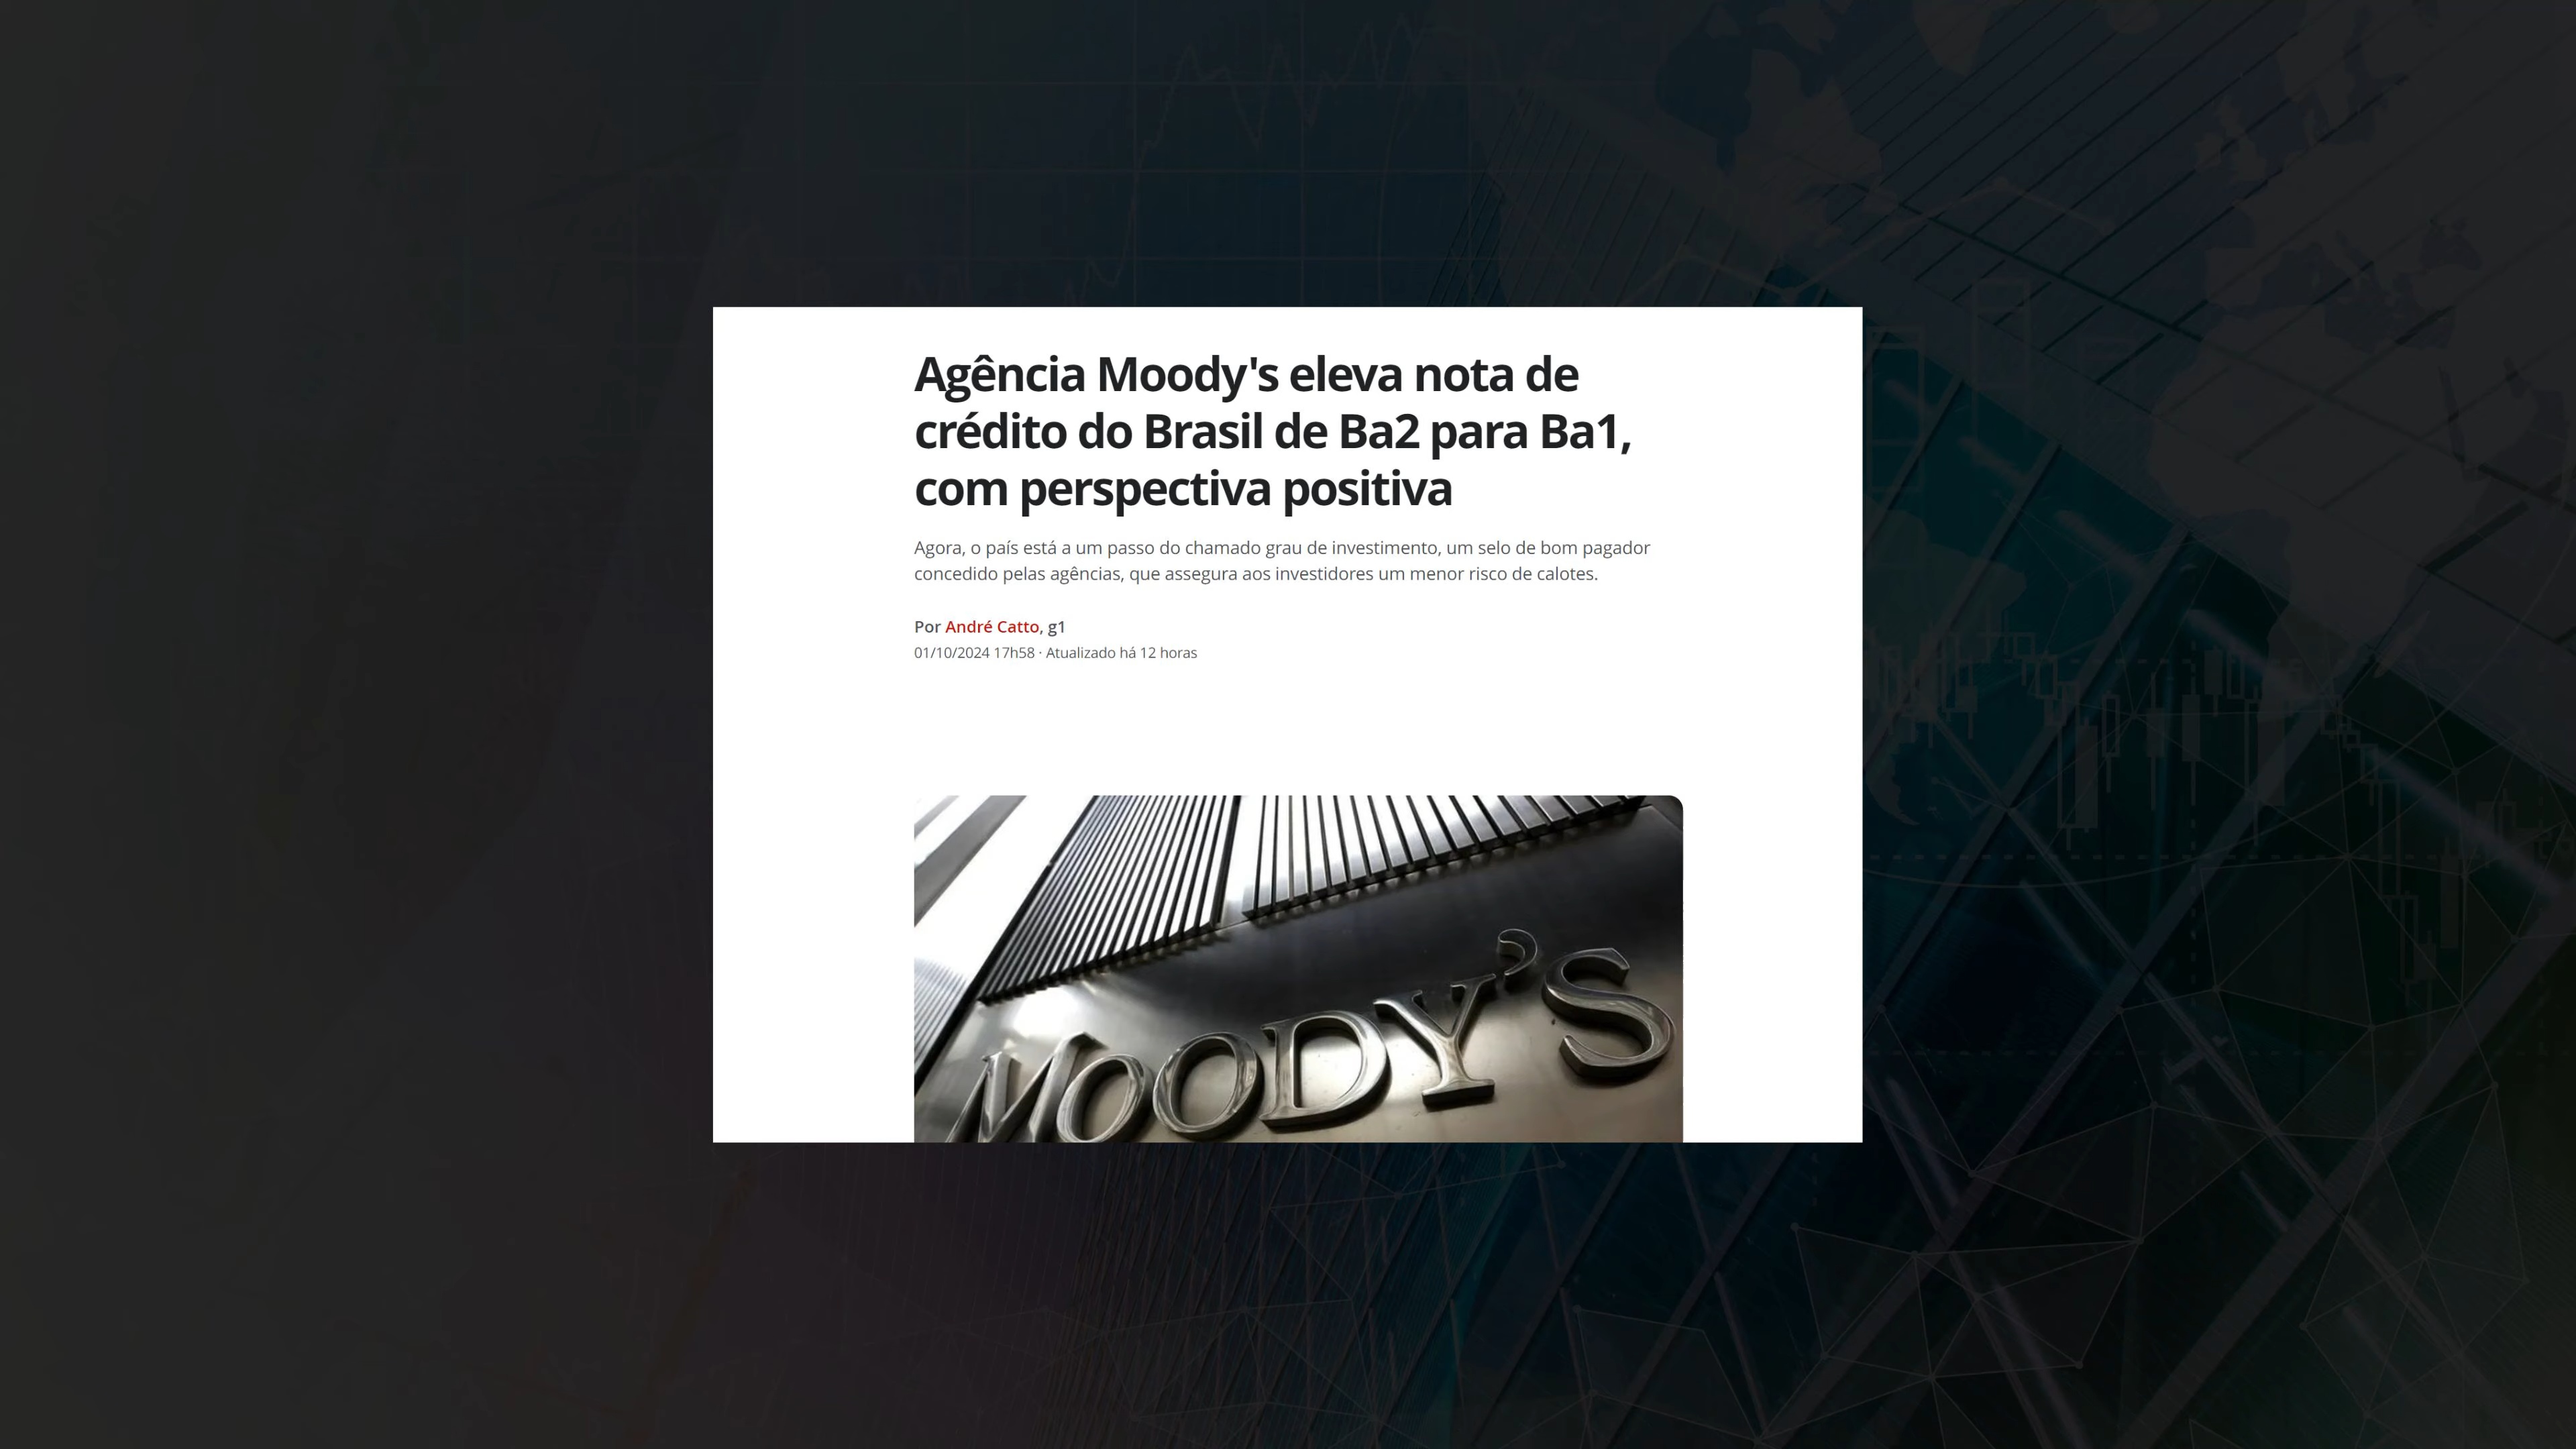 Agência Moody's eleva nota de
crédito do Brasil de Ba2 para Ba1,
com perspectiva positiva
Agora, o país está a um passo do chamado grau de investimento, um selo de bom pagador
concedido pelas agências, que assegura aos investidores um menor risco de calotes.
Por André Catto, g1
01/10/2024 17h58 · Atualizado há 12 horas
MOODY'S